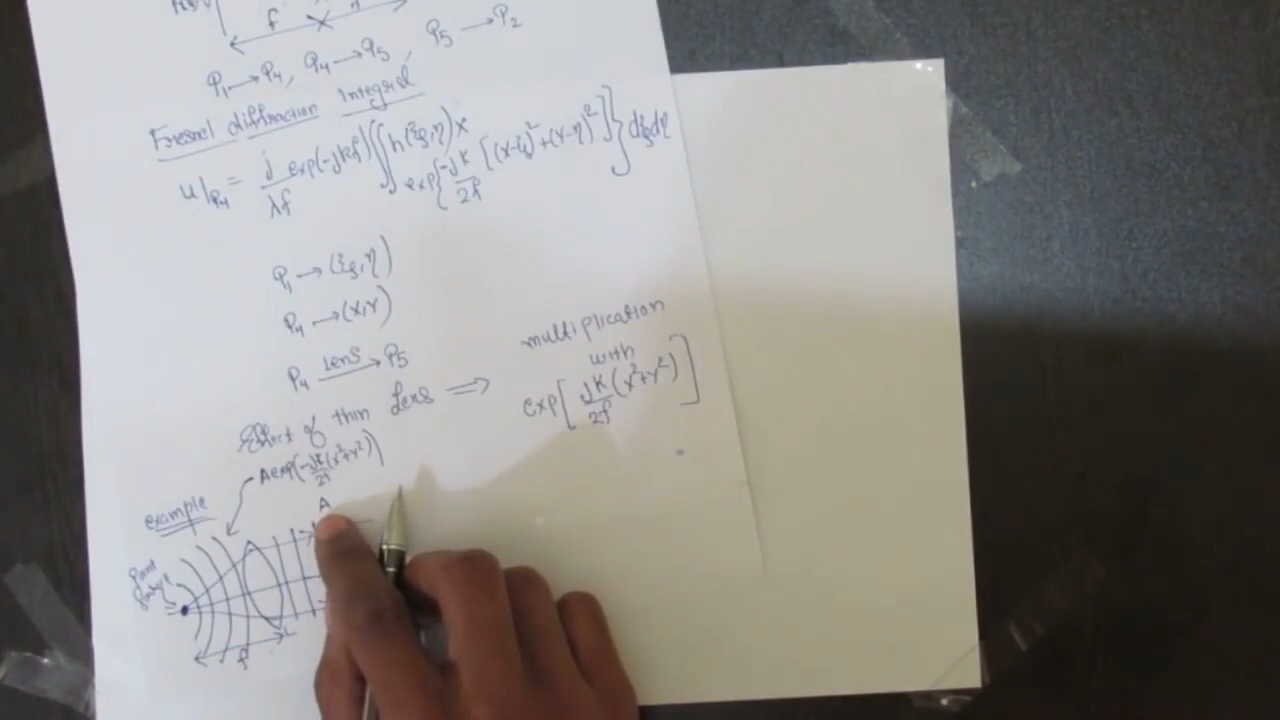 f
P₁ → P₄, P₄ → P₅, P₅ → P₂
Fresnel diffraction Integral
u|P₄ = j/λf exp(-jkf) ∬ h(ξ,η) ×
exp{-jk/2f [(x-ξ)²+(y-η)²]} dξdη
P₁ → (ξ,η)
P₄ → (x,y)
P₄ Lens → P₅
Effect of thin Lens ⟹ multiplication
with
exp[jk/2f (x²+y²)]
A exp(-jk/2f (x²+y²))
example
A
Point
L
f